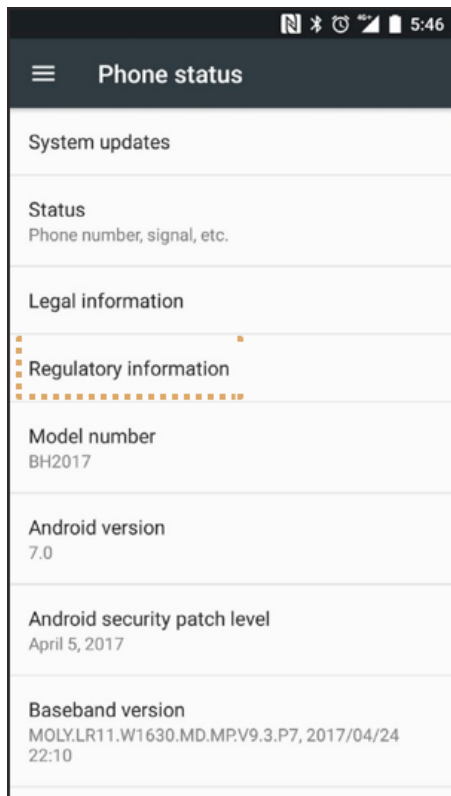 5:46
Phone status
System updates
Status
Phone number, signal, etc.
Legal information
Regulatory information
Model number
BH2017
Android version
7.0
Android security patch level
April 5, 2017
Baseband version
MOLY.LR11.W1630.MD.MP.V9.3.P7, 2017/04/24
22:10